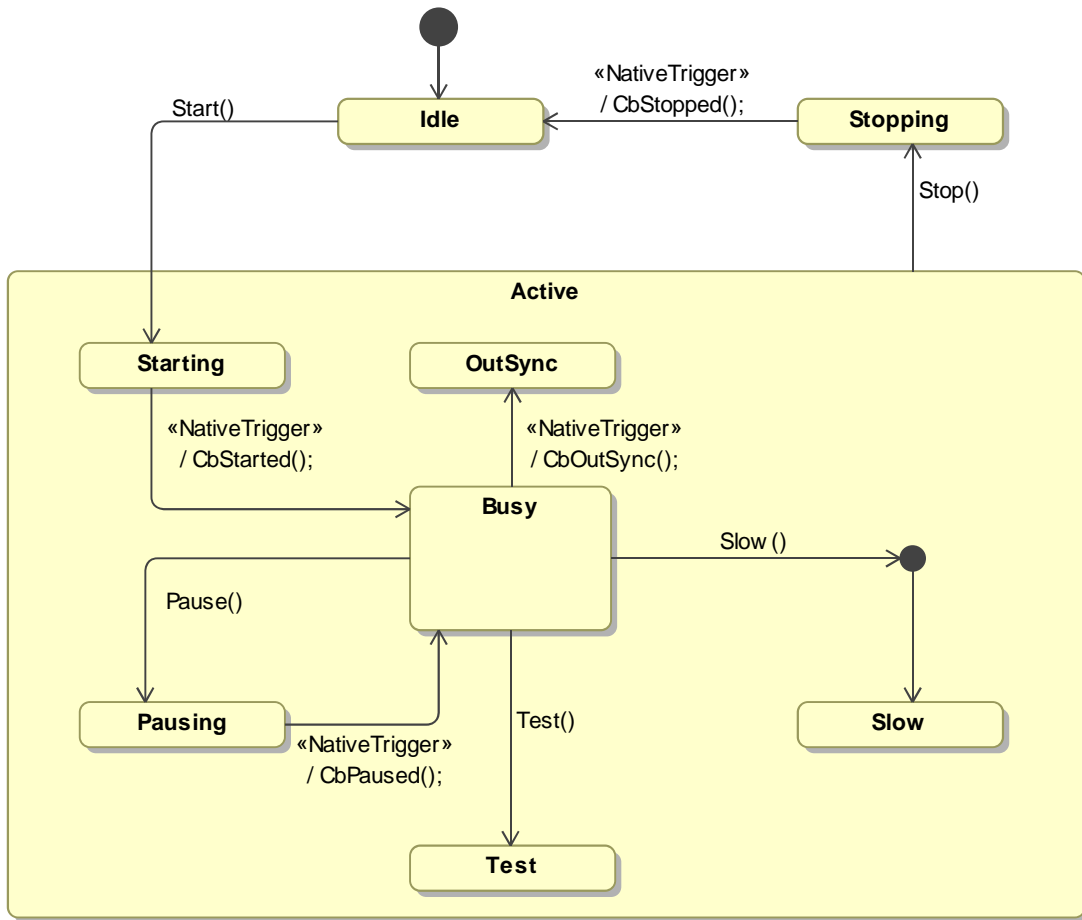 «NativeTrigger»
/ CbStopped();
Start()
Idle
Stopping
Stop()
Active
Starting
OutSync
«NativeTrigger»
/ CbStarted();
«NativeTrigger»
/ CbOutSync();
Busy
Slow ()
Pause()
Pausing
Test()
Slow
«NativeTrigger»
/ CbPaused();
Test